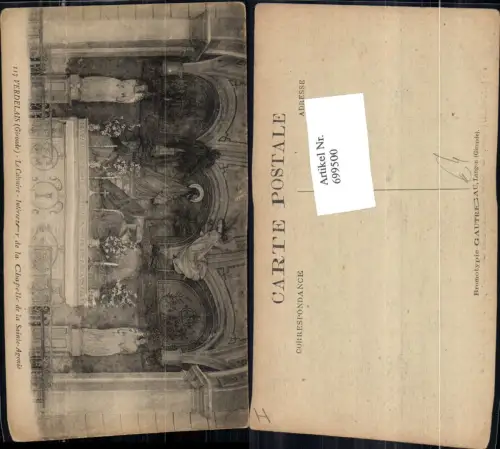 112 VERDELAIS (Gironde) - Le Calvaire - Intérieur de la Chapelle de la Sainte-Agonie
CARTE POSTALE
CORRESPONDANCE
ADRESSE
Artikel Nr.
699500
Bromotypie GAUTREAU, Langon (Gironde).